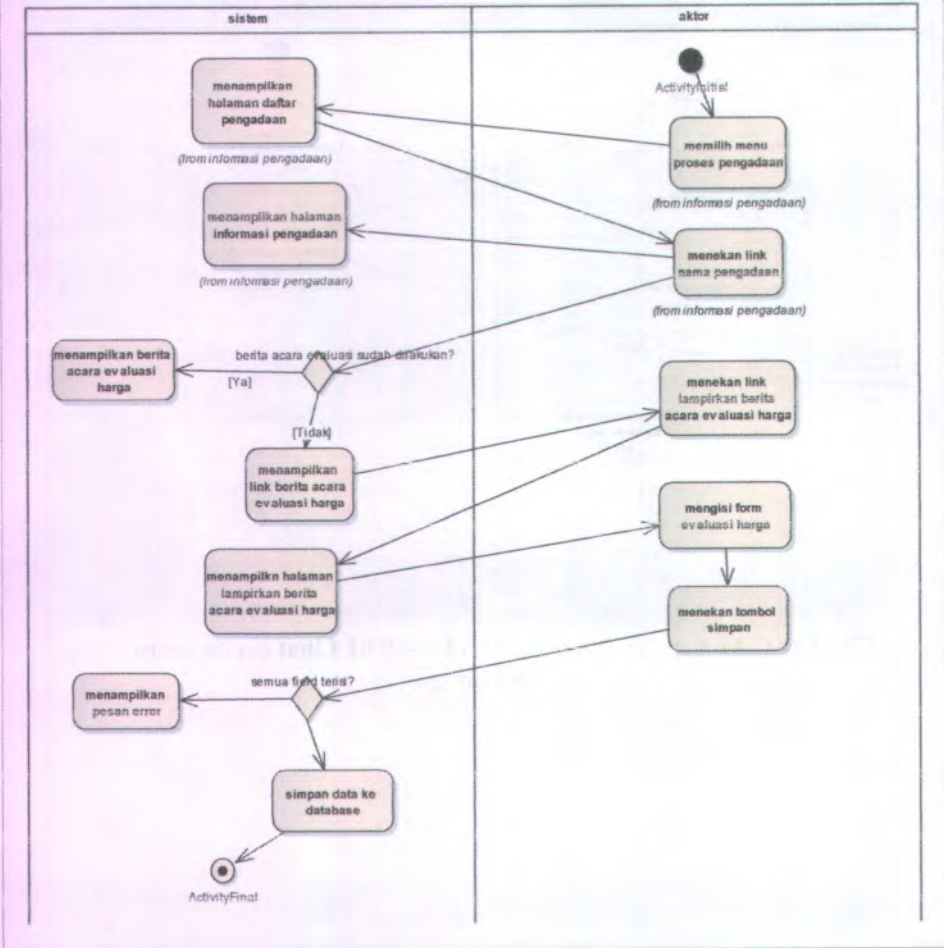 sistem
aktor
ActivityInitial
menampilkan
halaman daftar
pengadaan
(from informasi pengadaan)
memilih menu
proses pengadaan
(from informasi pengadaan)
menampilkan halaman
informasi pengadaan
(from informasi pengadaan)
menekan link
nama pengadaan
(from informasi pengadaan)
berita acara evaluasi sudah dilakukan?
menampilkan berita
acara evaluasi
harga
[Ya]
[Tidak]
menekan link
lampirkan berita
acara evaluasi harga
menampilkan
link berita acara
evaluasi harga
mengisi form
evaluasi harga
menampilkn halaman
lampirkan berita
acara evaluasi harga
menekan tombol
simpan
semua field terisi?
menampilkan
pesan error
simpan data ke
database
ActivityFinal